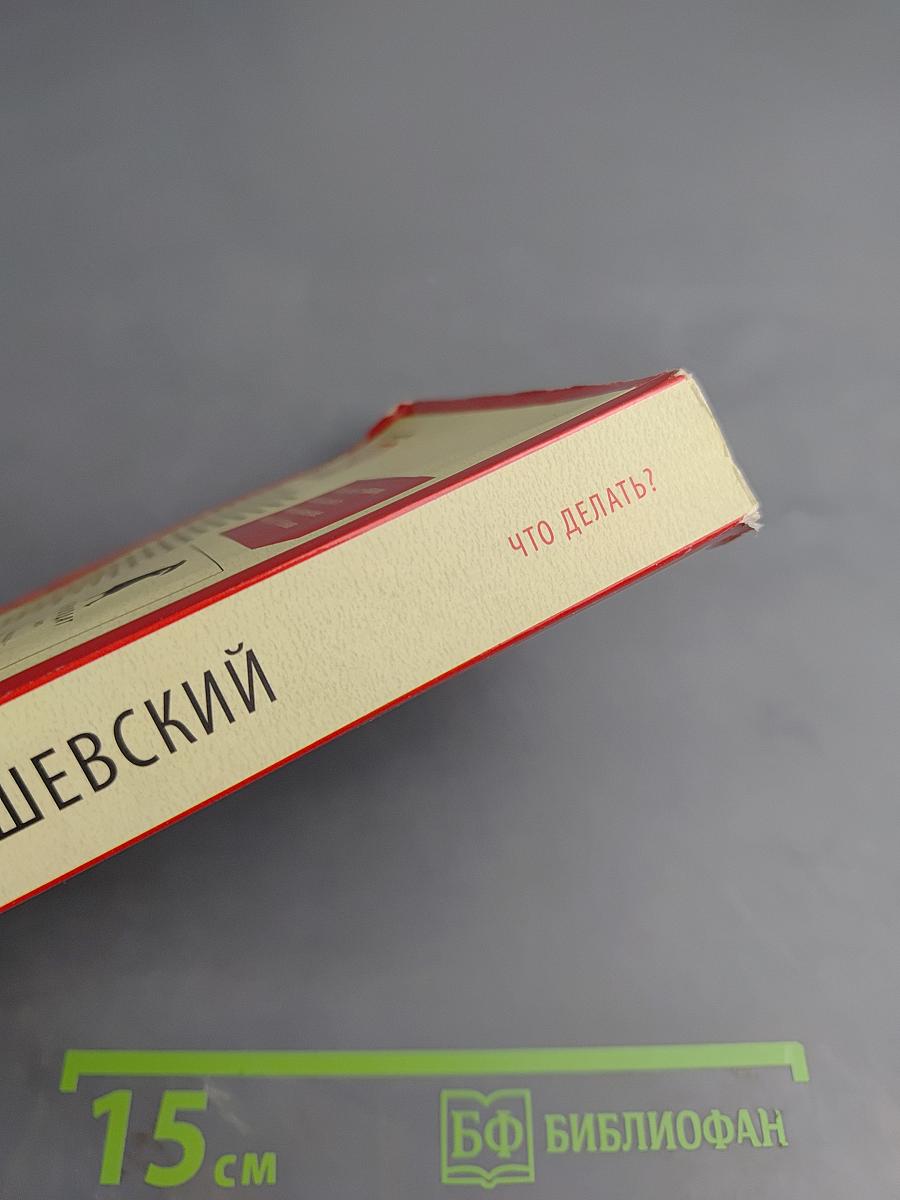 ЧТО ДЕЛАТЬ?
ШЕВСКИЙ
15 см
БФ БИБЛИОФАН